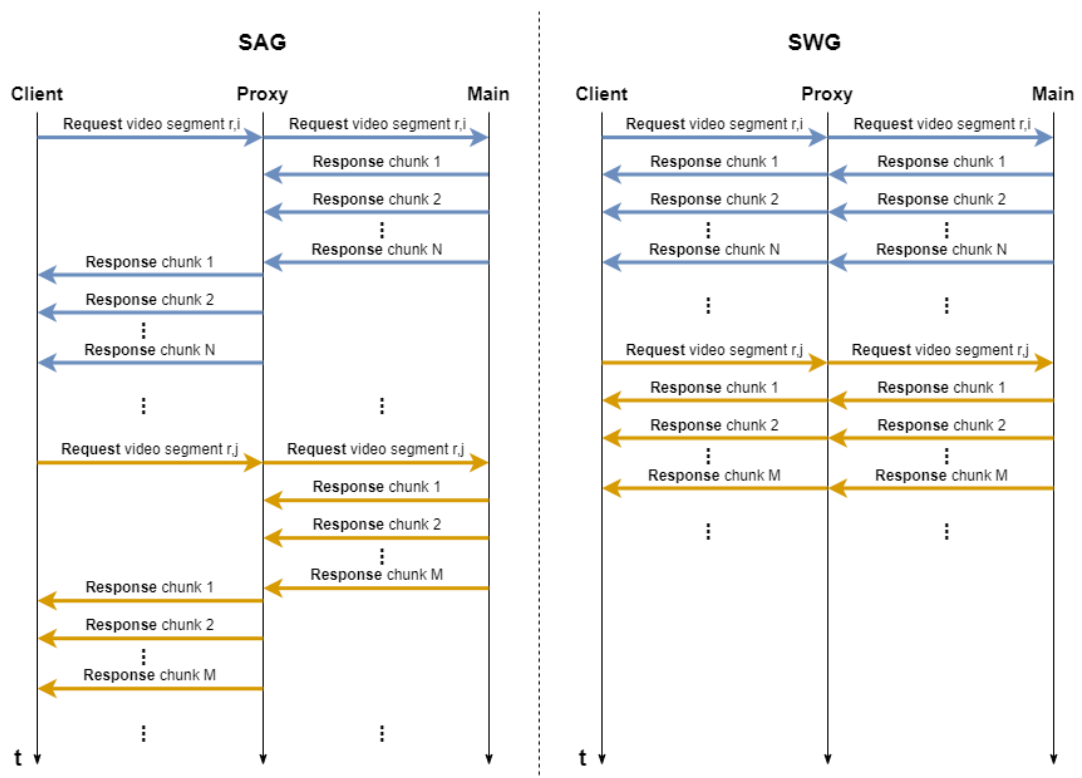 SAG
Client Proxy Main
Request video segment r,i Request video segment r,i
Response chunk 1
Response chunk 2
Response chunk N
Response chunk 1
Response chunk 2
Response chunk N
Request video segment r,j Request video segment r,j
Response chunk 1
Response chunk 2
Response chunk M
Response chunk 1
Response chunk 2
Response chunk M
t
SWG
Client Proxy Main
Request video segment r,i Request video segment r,i
Response chunk 1 Response chunk 1
Response chunk 2 Response chunk 2
Response chunk N Response chunk N
Request video segment r,j Request video segment r,j
Response chunk 1 Response chunk 1
Response chunk 2 Response chunk 2
Response chunk M Response chunk M
t